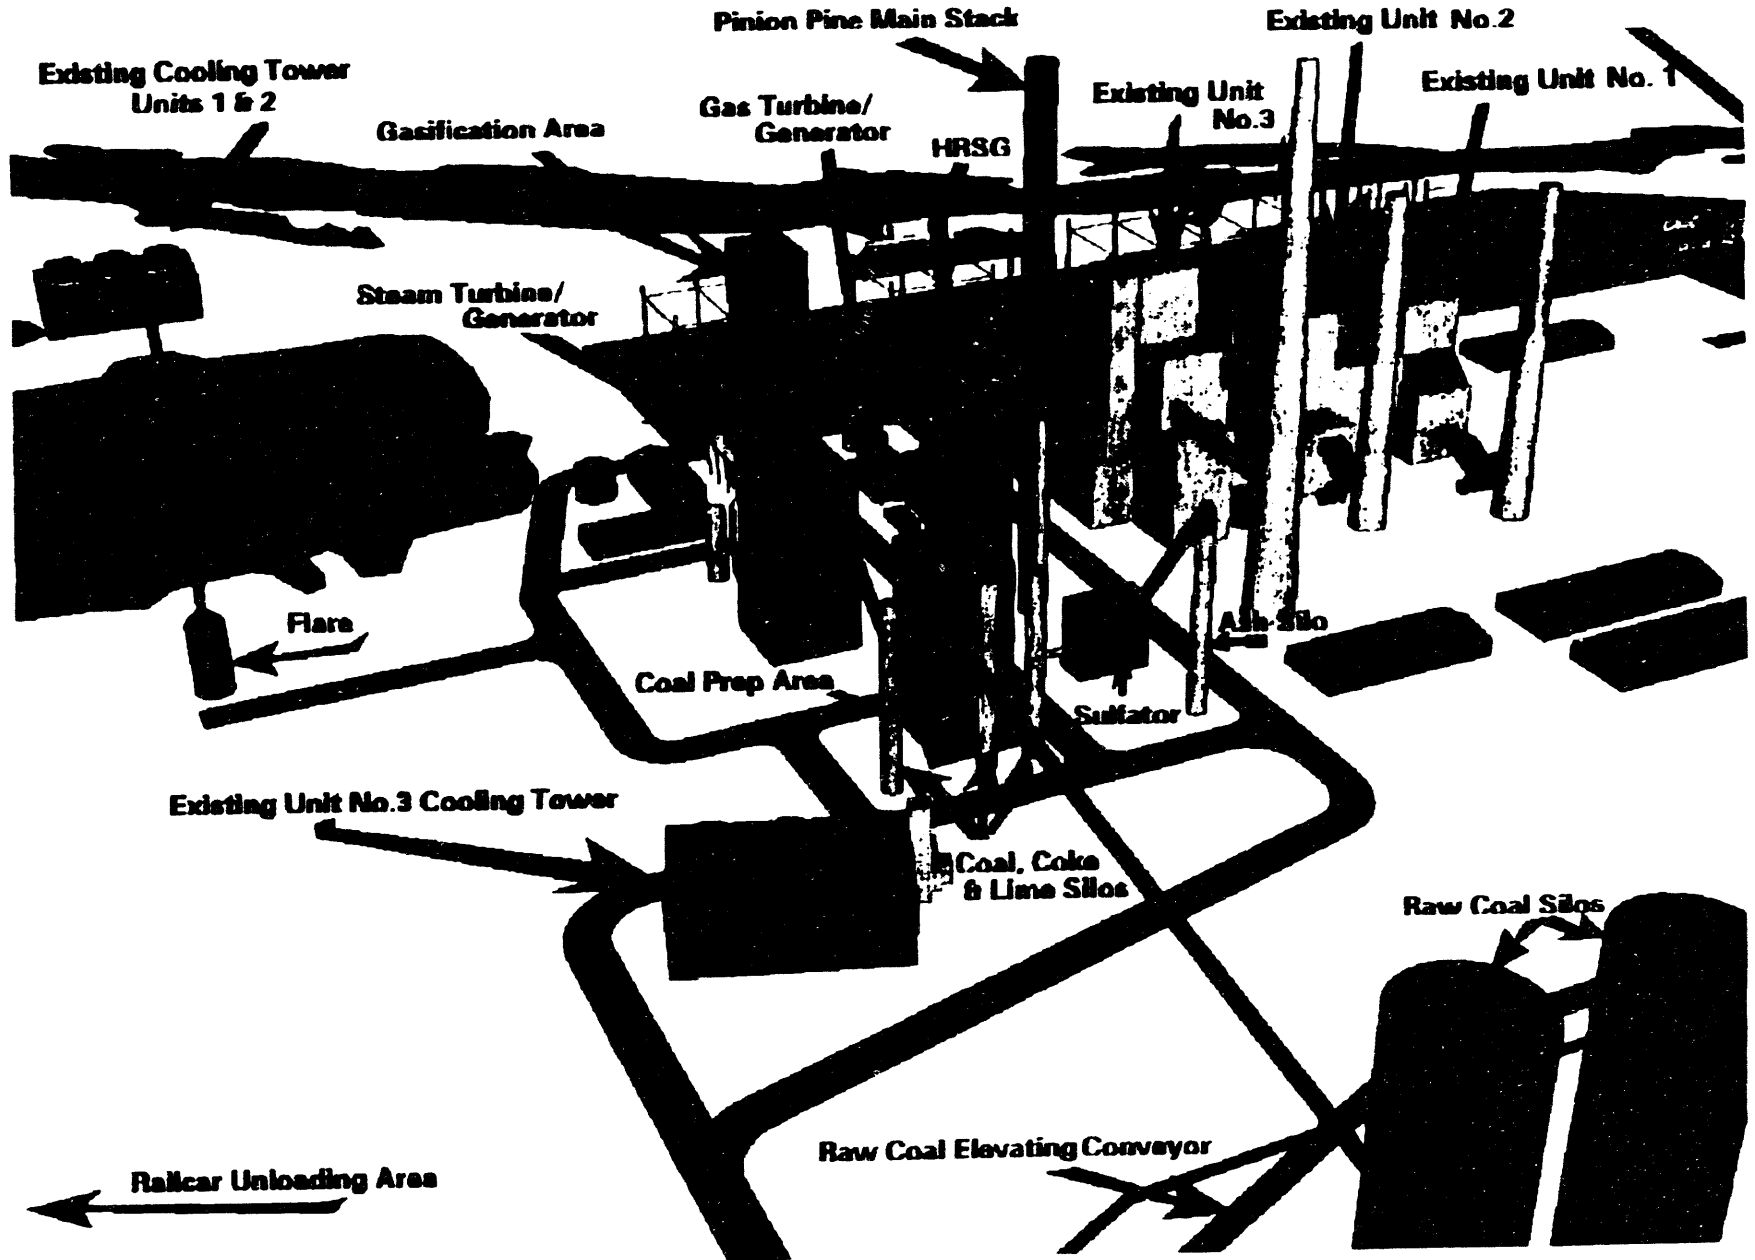 Pinion Pine Main Stack
Existing Unit No.2
Existing Cooling Tower
Units 1 & 2
Existing Unit No. 1
Gas Turbine/
Generator
Existing Unit
No.3
Gasification Area
HRSG
Steam Turbine/
Generator
Flare
Ash Silo
Coal Prep Area
Sulfator
Existing Unit No.3 Cooling Tower
Coal, Coke
& Lime Silos
Raw Coal Silos
Raw Coal Elevating Conveyor
Railcar Unloading Area